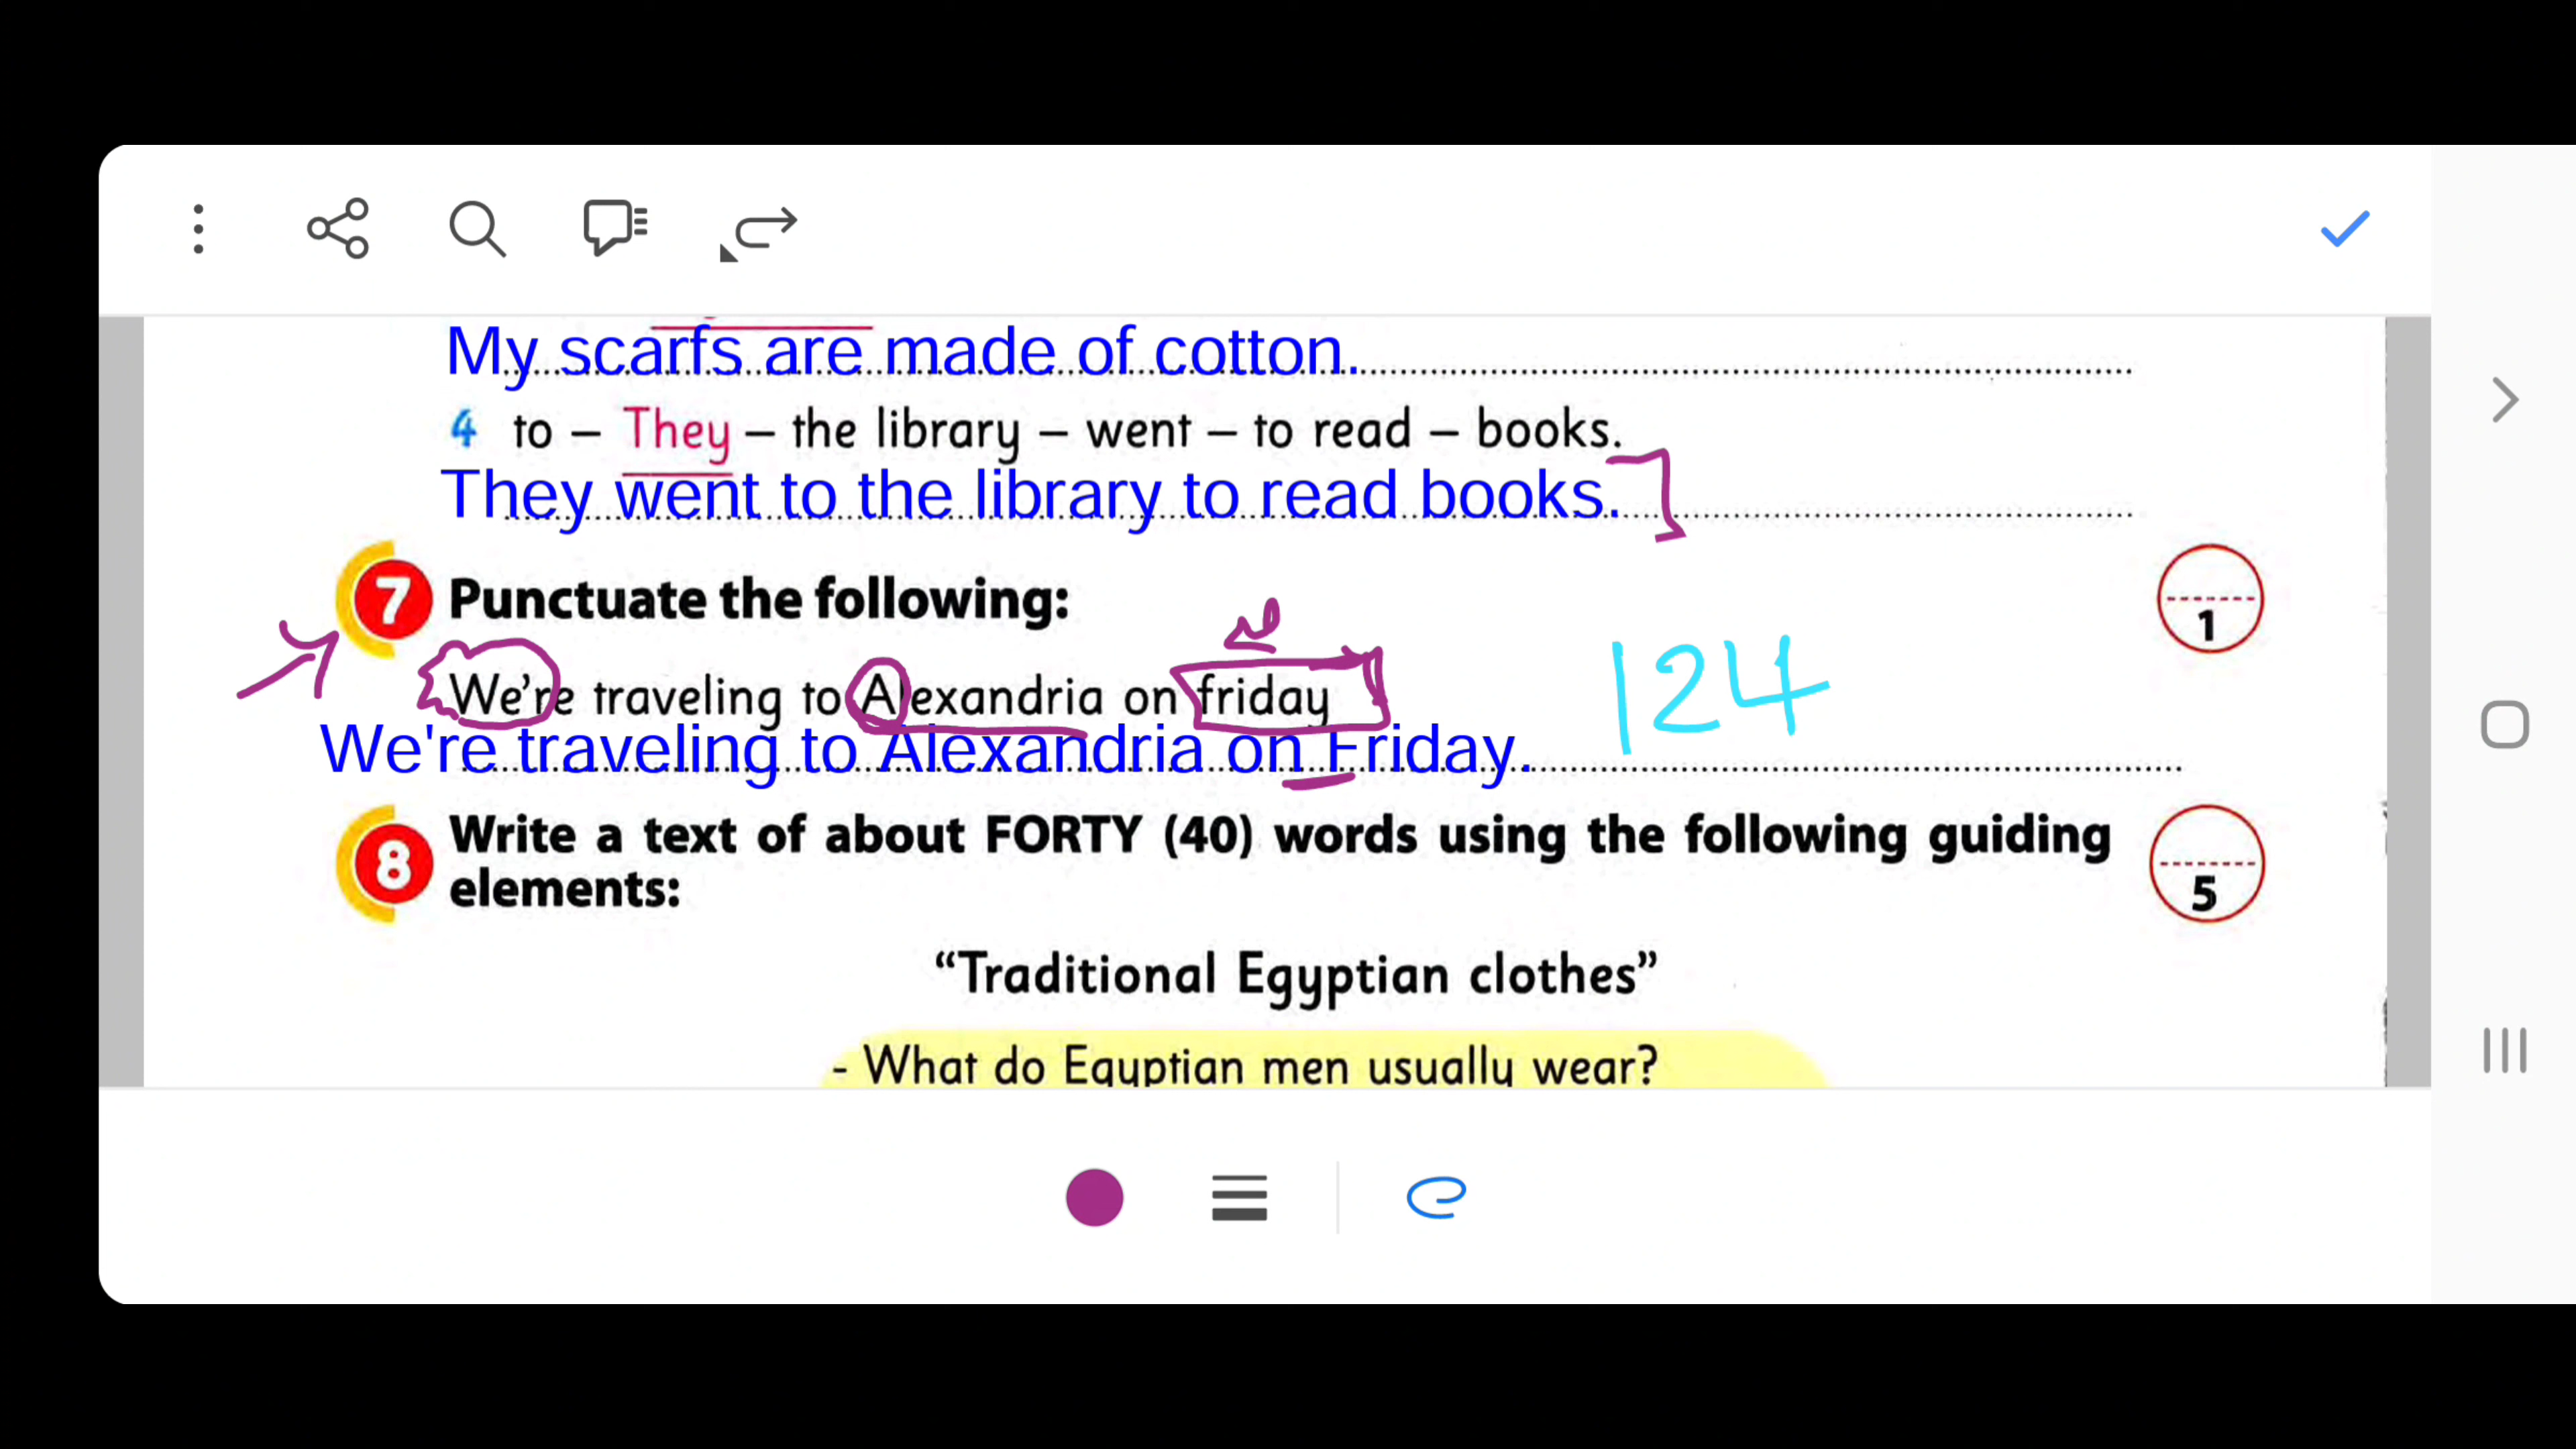 My scarfs are made of cotton.
4 to – They – the library – went – to read – books.
They went to the library to read books.
7 Punctuate the following:
1
We're traveling to Alexandria on friday
124
We're traveling to Alexandria on Friday.
8 Write a text of about FORTY (40) words using the following guiding
elements:
5
“Traditional Egyptian clothes”
- What do Egyptian men usually wear?